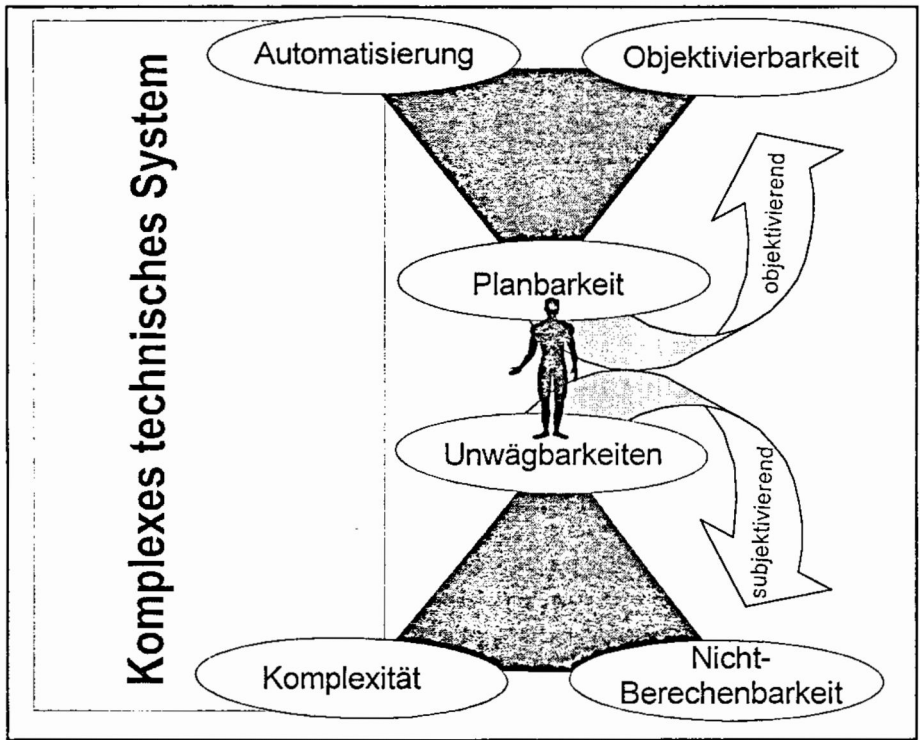 Komplexes technisches System
Automatisierung
Objektivierbarkeit
objektivierend
Planbarkeit
Unwägbarkeiten
subjektivierend
Komplexität
Nicht-
Berechenbarkeit